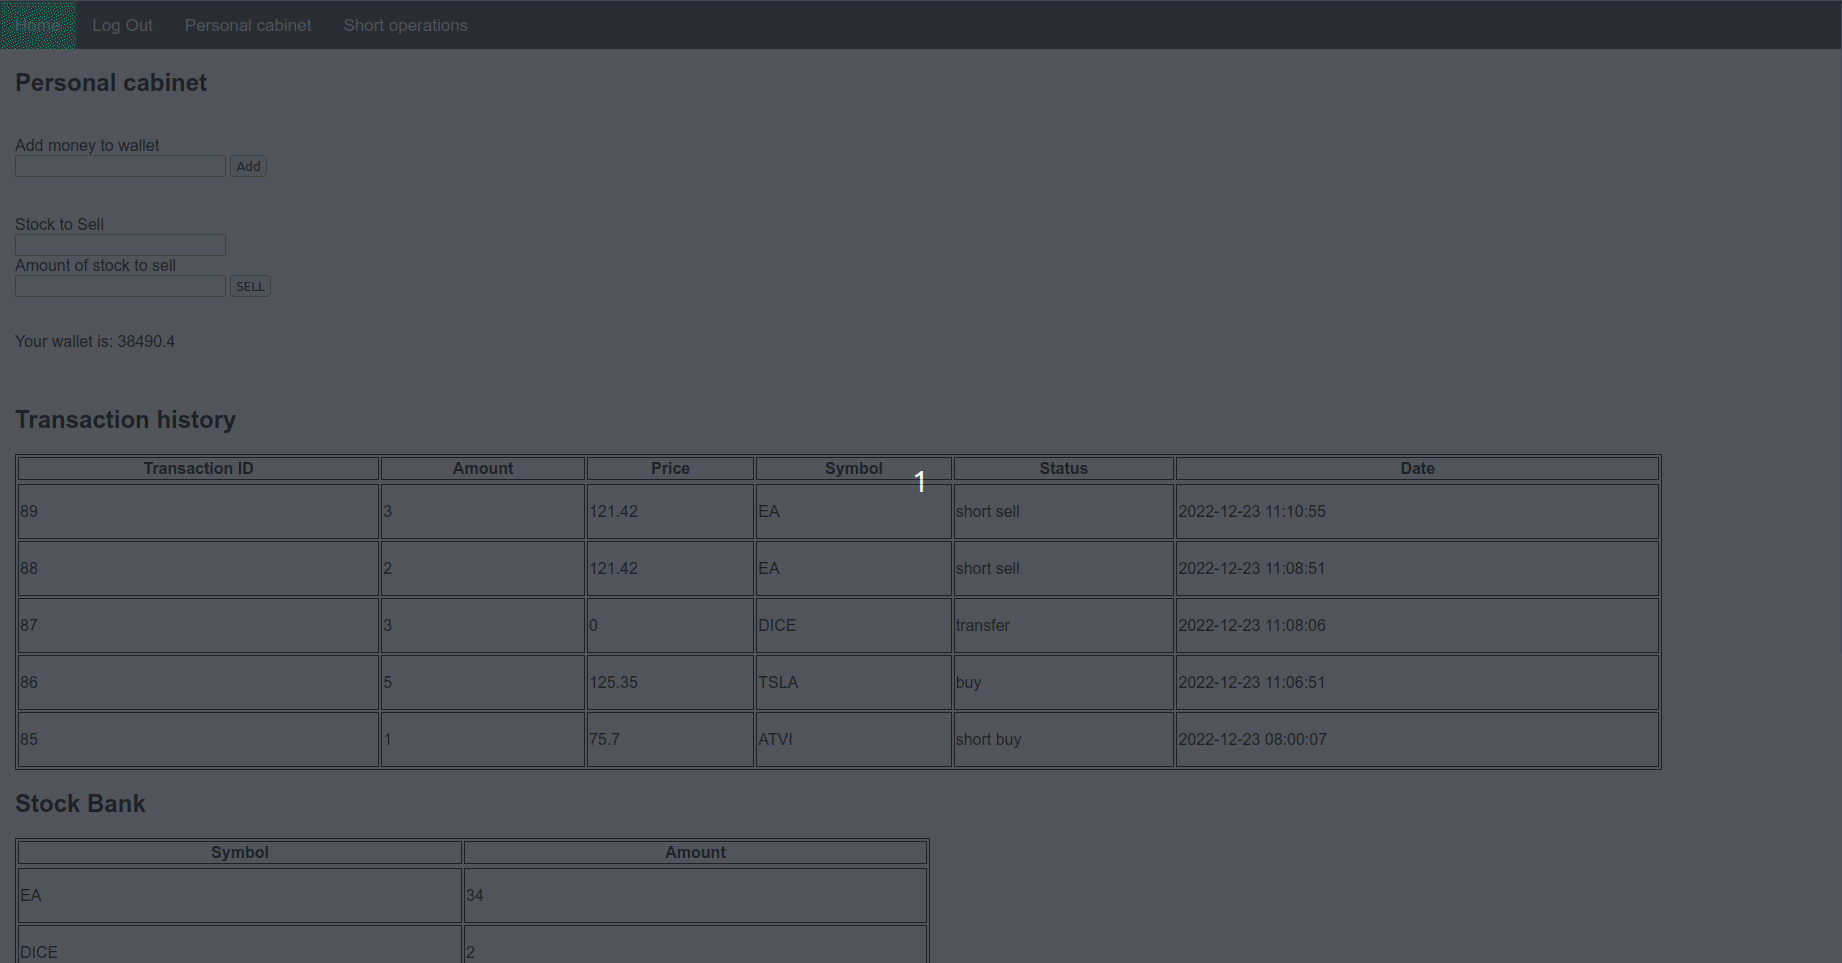 Home Log Out Personal cabinet Short operations
Personal cabinet
Add money to wallet
Add
Stock to Sell
Amount of stock to sell
SELL
Your wallet is: 38490.4
Transaction history
Transaction ID Amount Price Symbol Status Date
1
89 3 121.42 EA short sell 2022-12-23 11:10:55
88 2 121.42 EA short sell 2022-12-23 11:08:51
87 3 0 DICE transfer 2022-12-23 11:08:06
86 5 125.35 TSLA buy 2022-12-23 11:06:51
85 1 75.7 ATVI short buy 2022-12-23 08:00:07
Stock Bank
Symbol Amount
EA 34
DICE 2